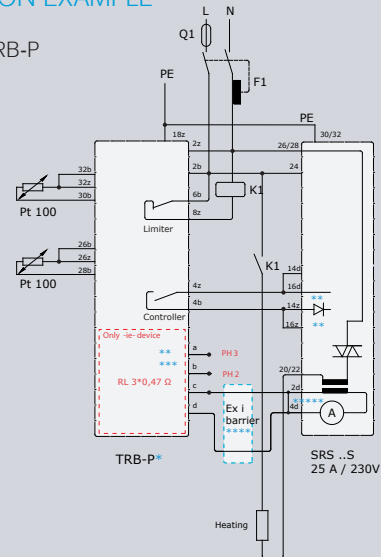 ON EXAMPLE
RB-P
L N
Q1
F1
PE
PE
18z
30/32
2z
26/28
2b
24
32b
32z
30b
Pt 100
6b
8z
K1
Limiter
26b
26z
28b
Pt 100
K1
14d
16d
4z
**
4b
14z
Controller
**
16z
Only -ie- device
**
a
PH 3
***
b
PH 2
20/22
RL 3*0,47 Ω
c
2d
d
Ex i
barrier
****
*****
4d
A
TRB-P*
SRS ..S
25 A / 230V
Heating